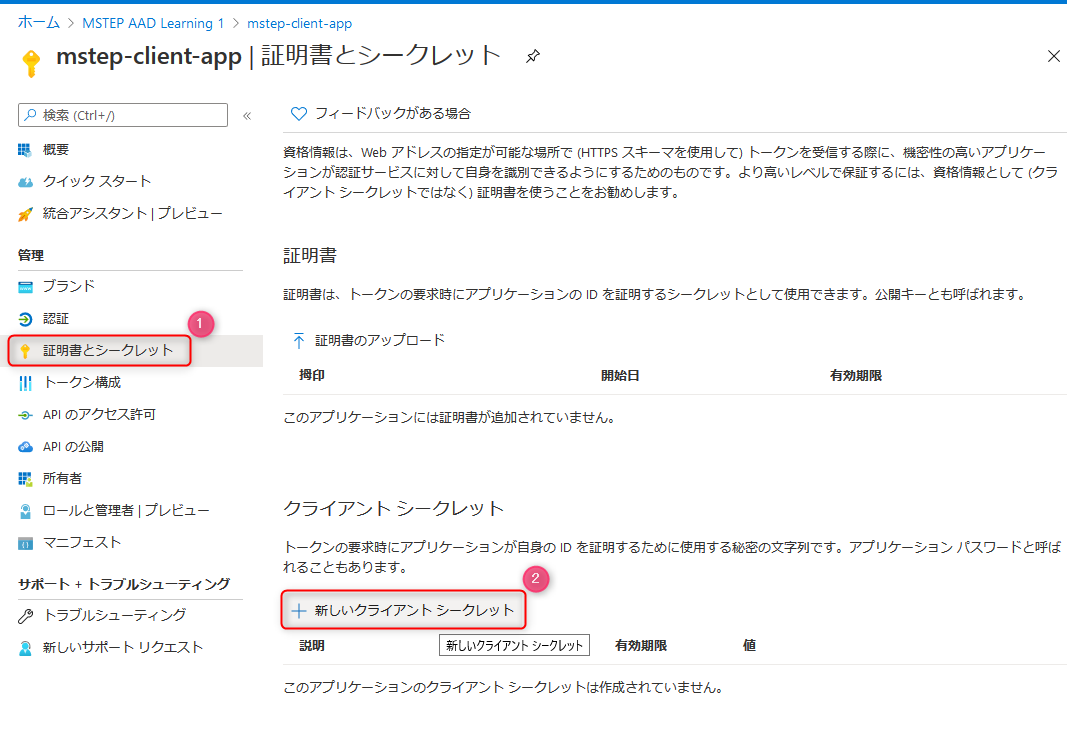 ホーム > MSTEP AAD Learning 1 > mstep-client-app
mstep-client-app | 証明書とシークレット
検索 (Ctrl+/)
«
概要
クイック スタート
統合アシスタント | プレビュー
管理
ブランド
認証
1
証明書とシークレット
トークン構成
API のアクセス許可
API の公開
所有者
ロールと管理者 | プレビュー
マニフェスト
サポート + トラブルシューティング
トラブルシューティング
新しいサポート リクエスト
フィードバックがある場合
資格情報は、Web アドレスの指定が可能な場所で (HTTPS スキーマを使用して) トークンを受信する際に、機密性の高いアプリケー
ションが認証サービスに対して自身を識別できるようにするためのものです。より高いレベルで保証するには、資格情報として (クラ
イアント シークレットではなく) 証明書を使うことをお勧めします。
証明書
証明書は、トークンの要求時にアプリケーションの ID を証明するシークレットとして使用できます。公開キーとも呼ばれます。
証明書のアップロード
拇印 開始日 有効期限
このアプリケーションには証明書が追加されていません。
クライアント シークレット
トークンの要求時にアプリケーションが自身の ID を証明するために使用する秘密の文字列です。アプリケーション パスワードと呼ば
れることもあります。
2
新しいクライアント シークレット
説明 新しいクライアント シークレット 有効期限 値
このアプリケーションのクライアント シークレットは作成されていません。